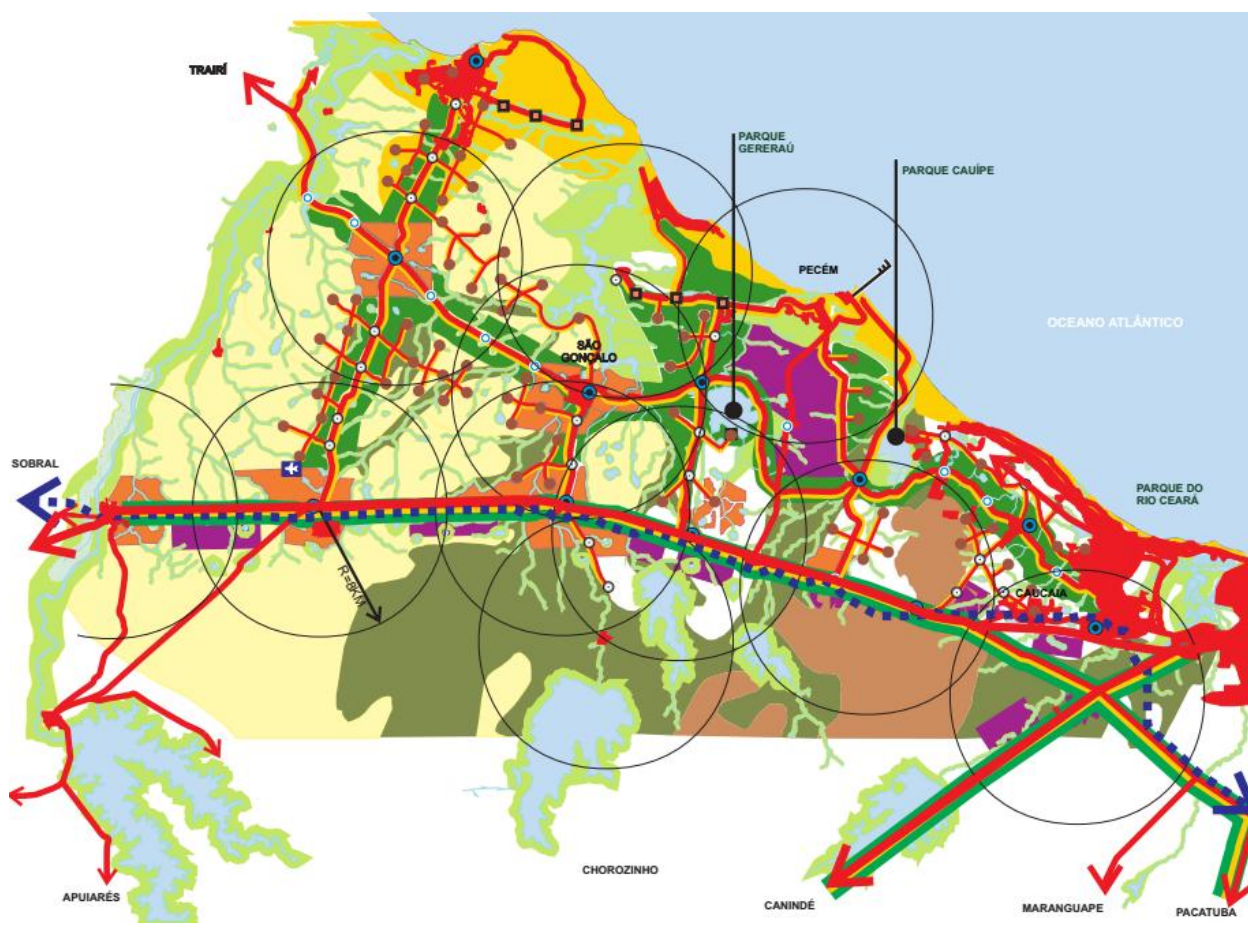 TRAIRÍ
PARQUE
GERERAÚ
PARQUE CAUÍPE
PECÉM
OCEANO ATLÂNTICO
SÃO
GONÇALO
SOBRAL
PARQUE DO
RIO CEARÁ
R=8KM
CAUCAIA
CHOROZINHO
APUIARÉS
CANINDÉ
MARANGUAPE
PACATUBA